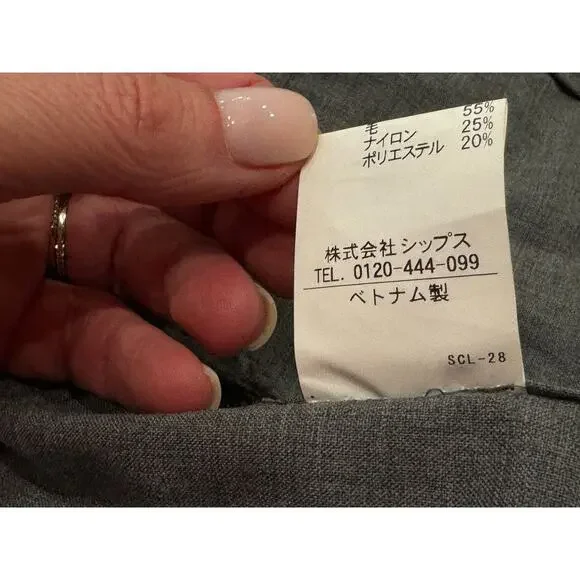 毛 55%
ナイロン 25%
ポリエステル 20%
株式会社シップス
TEL. 0120-444-099
ベトナム製
SCL-28